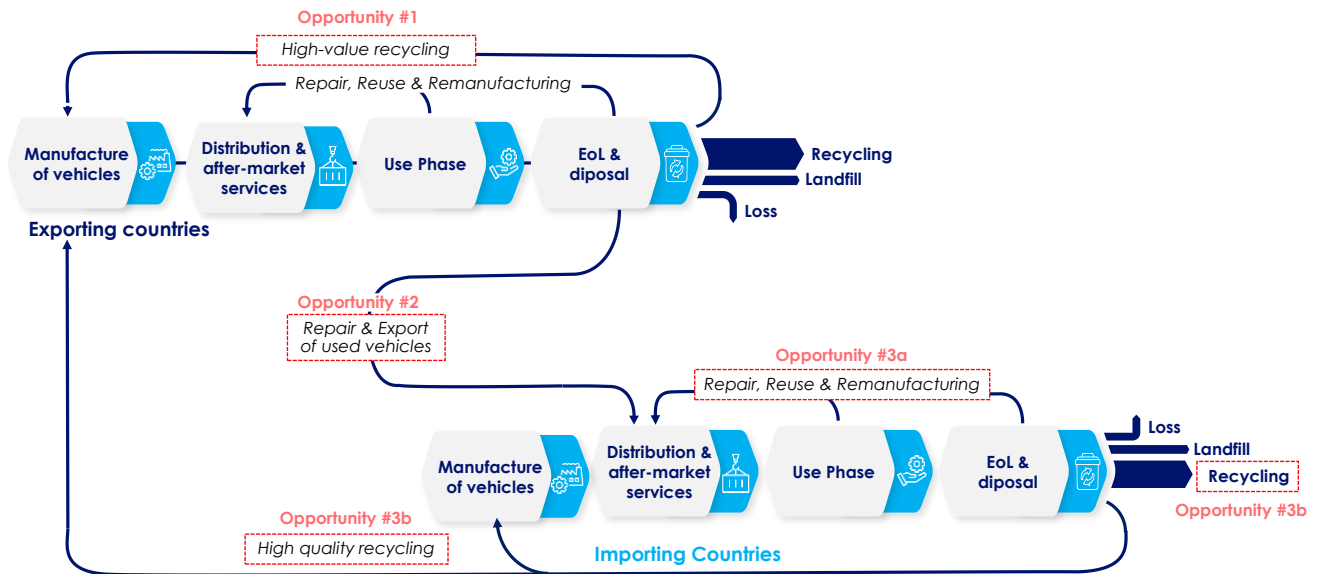 Opportunity #1
High-value recycling
Repair, Reuse & Remanufacturing
Manufacture
of vehicles
Distribution &
after-market
services
Use Phase
EoL &
diposal
Recycling
Landfill
Loss
Exporting countries
Opportunity #2
Repair & Export
of used vehicles
Opportunity #3a
Repair, Reuse & Remanufacturing
Manufacture
of vehicles
Distribution &
after-market
services
Use Phase
EoL &
diposal
Loss
Landfill
Recycling
Opportunity #3b
Opportunity #3b
High quality recycling
Importing Countries